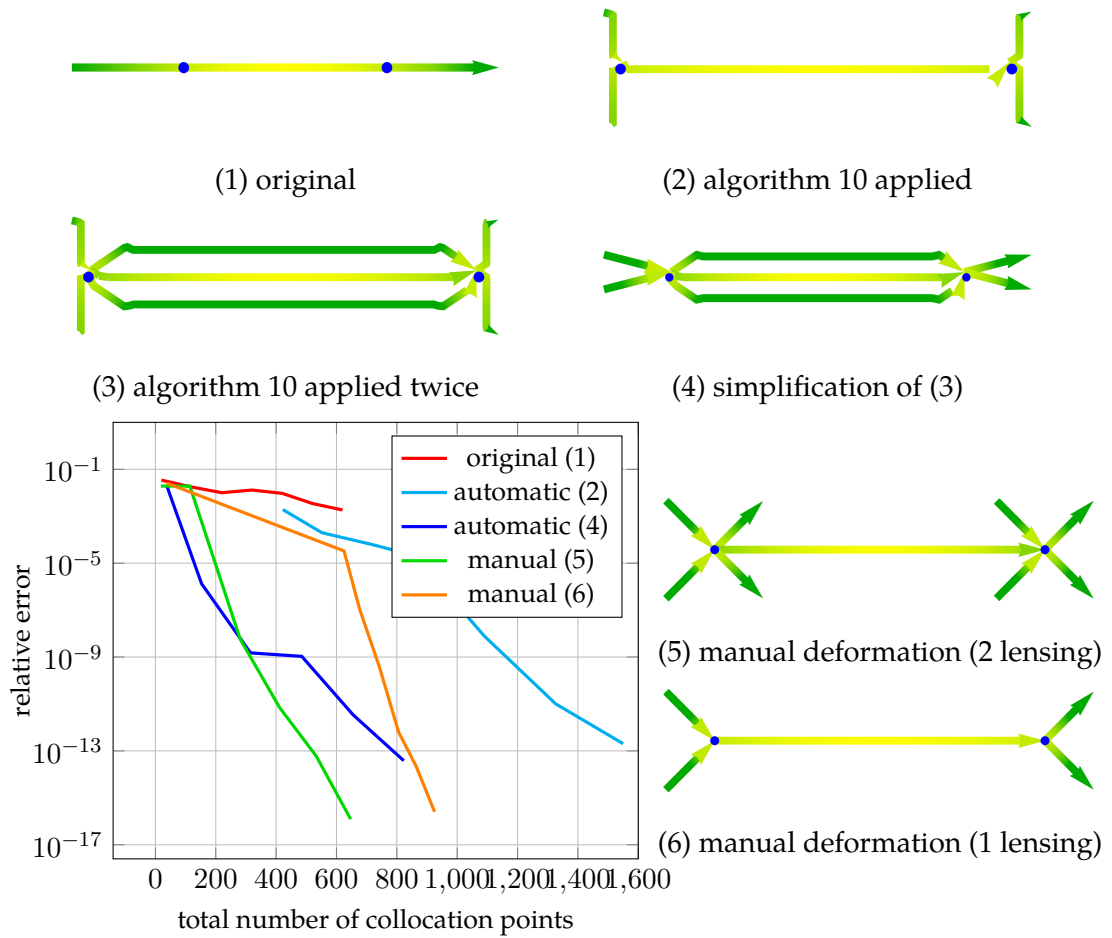 (1) original
(2) algorithm 10 applied
(3) algorithm 10 applied twice
(4) simplification of (3)
original (1)
automatic (2)
automatic (4)
manual (5)
manual (6)
10^{-1}
10^{-5}
10^{-9}
10^{-13}
10^{-17}
relative error
0 200 400 600 800 1,000 1,200 1,400 1,600
total number of collocation points
(5) manual deformation (2 lensing)
(6) manual deformation (1 lensing)